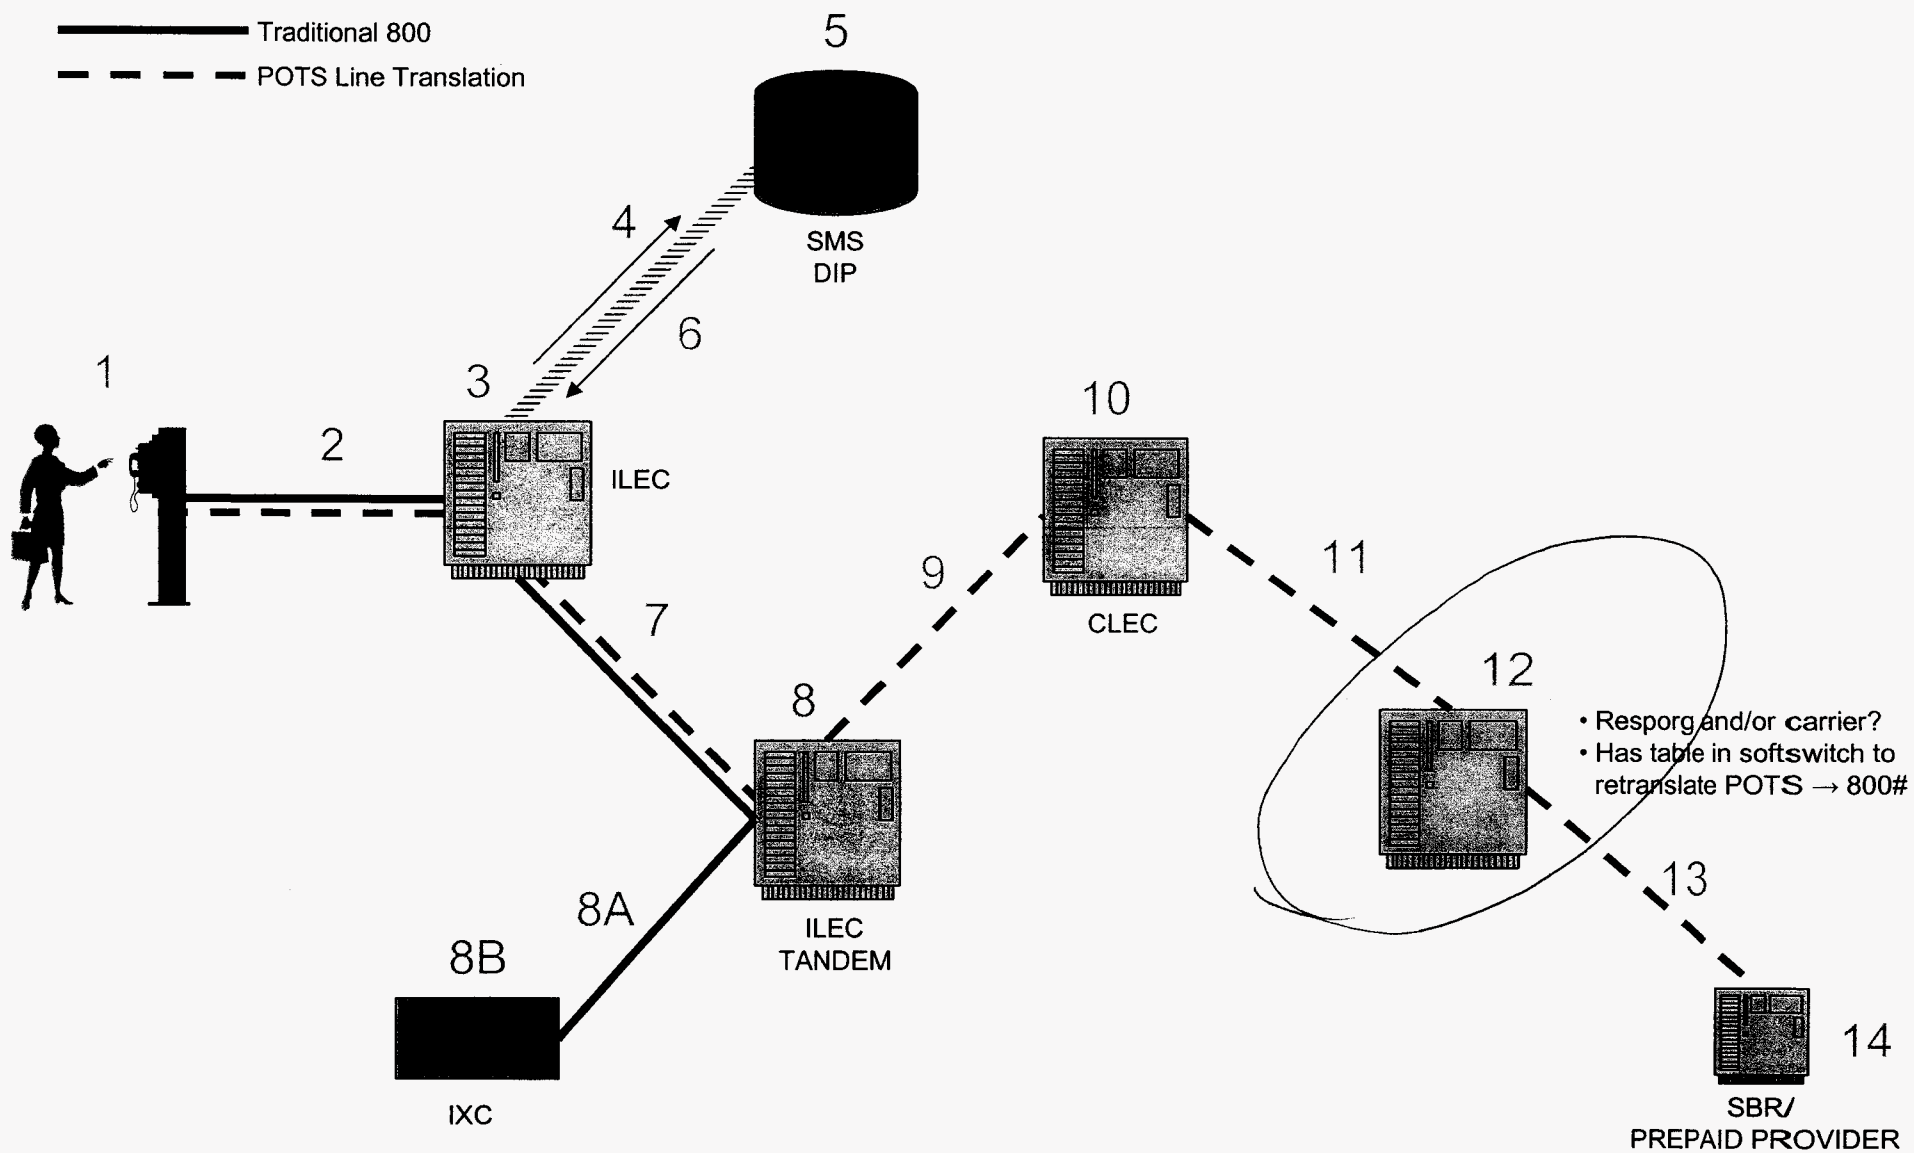 Traditional 800
POTS Line Translation
5
SMS
DIP
4
6
1
2
3
ILEC
10
CLEC
7
9
11
8
ILEC
TANDEM
12
• Resporg and/or carrier?
• Has table in softswitch to
retranslate POTS → 800#
8A
8B
IXC
13
14
SBR/
PREPAID PROVIDER